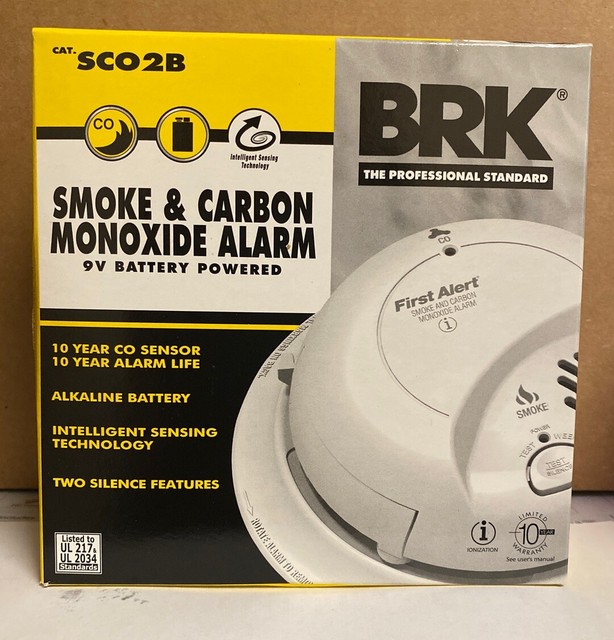 CAT. SCO2B
CO
Intelligent Sensing
Technology
SMOKE & CARBON
MONOXIDE ALARM
9V BATTERY POWERED
10 YEAR CO SENSOR
10 YEAR ALARM LIFE
ALKALINE BATTERY
INTELLIGENT SENSING
TECHNOLOGY
TWO SILENCE FEATURES
Listed to
UL 217 &
UL 2034
Standards
BRK®
THE PROFESSIONAL STANDARD
CO
First Alert®
SMOKE AND CARBON
MONOXIDE ALARM
i
SMOKE
POWER
TEST
TEST
SILENCE
i
IONIZATION
LIMITED
10 YEAR
WARRANTY
See user's manual